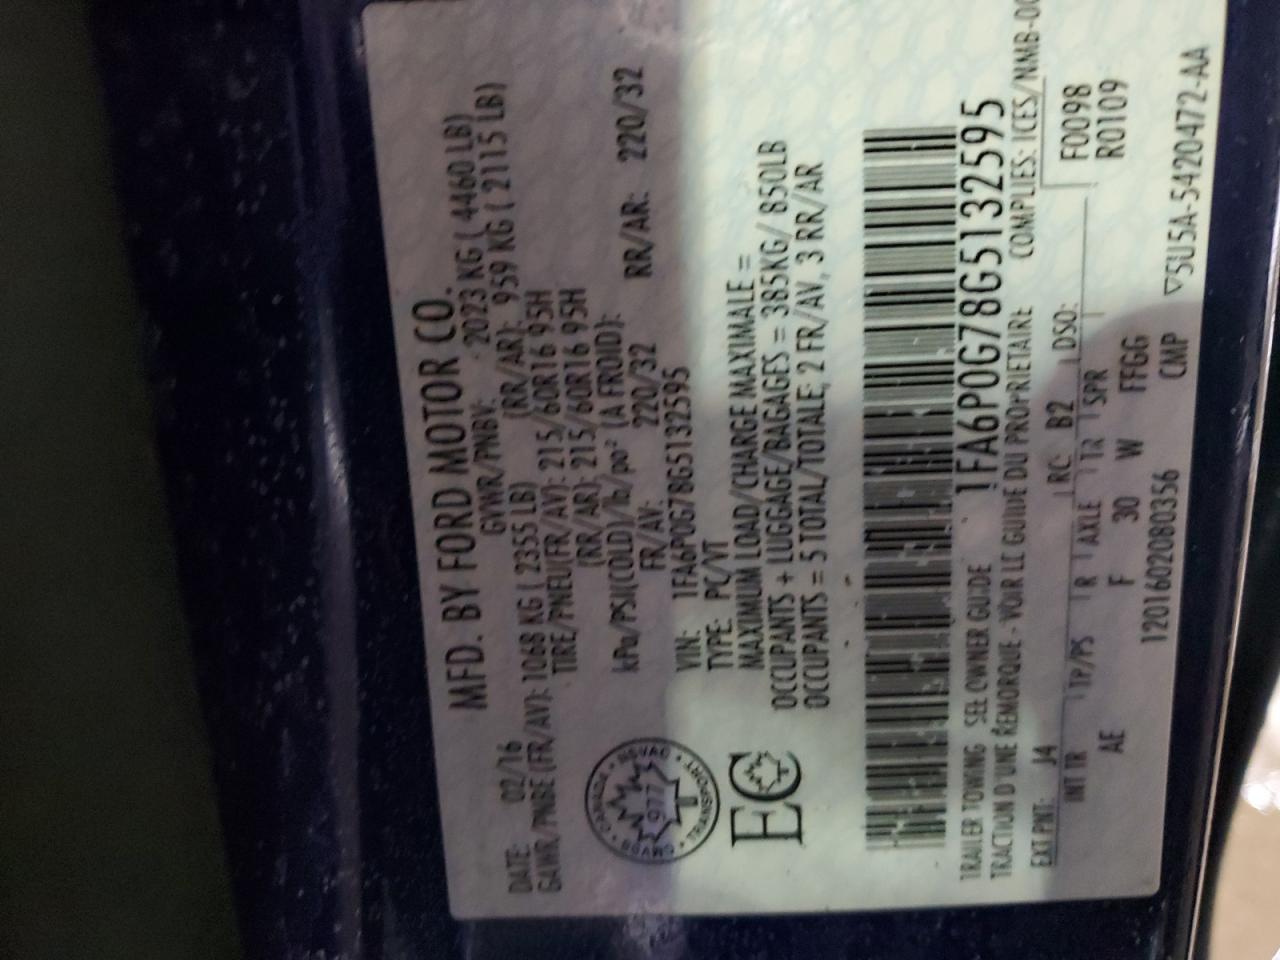 MFD. BY FORD MOTOR CO.
DATE: 02/16 GVWR/PNBV: 2023 KG ( 4460 LB)
GAWR/PNBE (FR/AV): 1068 KG ( 2355 LB) (RR/AR): 959 KG ( 2115 LB)
TIRE/PNEU(FR/AV): 215/60R16 95H
(RR/AR): 215/60R16 95H
kPa/PSI(COLD)/lb/po² (A FROID):
FR/AV: 220/32 RR/AR: 220/32
CANADA
977
TRANSPORT
VIN: 1FA6P0G78G5132595
TYPE: PC/VT
EC
MAXIMUM LOAD/CHARGE MAXIMALE =
OCCUPANTS + LUGGAGE/BAGAGES = 385KG/ 850LB
OCCUPANTS = 5 TOTAL/TOTALE; 2 FR/AV, 3 RR/AR
1FA6P0G78G5132595
TRAILER TOWING SEE OWNER GUIDE
TRACTION D'UNE REMORQUE - VOIR LE GUIDE DU PROPRIETAIRE COMPLIES: ICES/NMB-00
EXT PNT: J4 RC: B2 DSO: F0098
INT TR TP/PS R AXLE TR SPR R0109
AE F 30 W FFGG
12016022080356 CMP ▽5U5A-5420472-AA